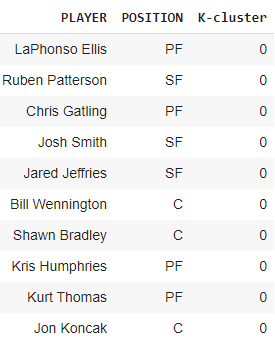 PLAYER POSITION K-cluster
LaPhonso Ellis PF 0
Ruben Patterson SF 0
Chris Gatling PF 0
Josh Smith SF 0
Jared Jeffries SF 0
Bill Wennington C 0
Shawn Bradley C 0
Kris Humphries PF 0
Kurt Thomas PF 0
Jon Koncak C 0